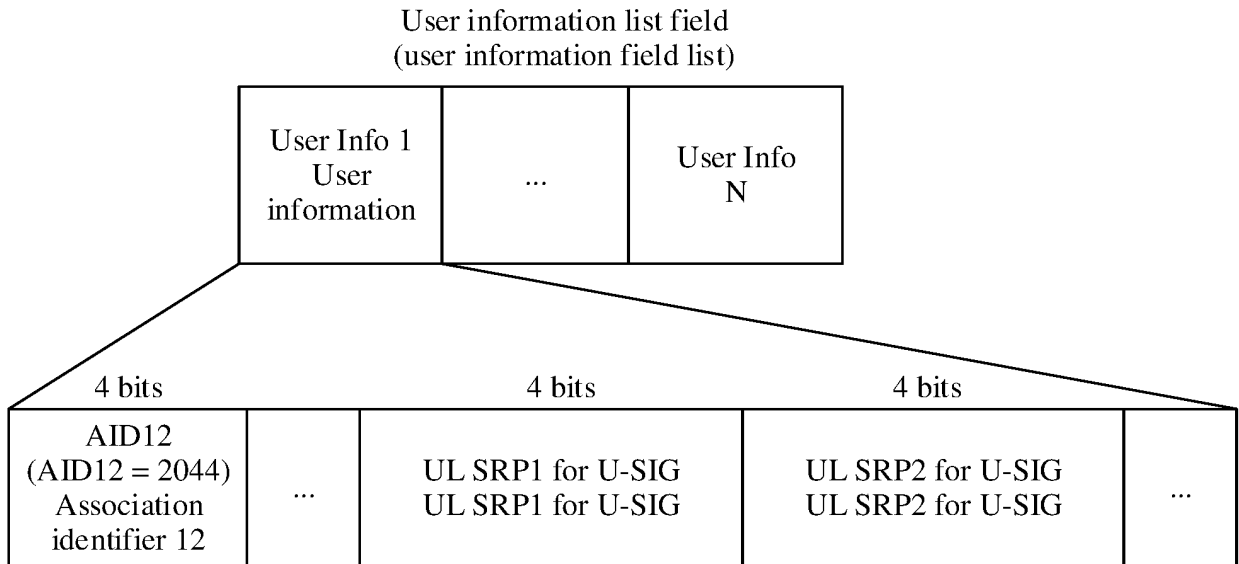 User information list field
(user information field list)
User Info 1
User
information
...
User Info
N
4 bits
4 bits
4 bits
AID12
(AID12 = 2044)
Association
identifier 12
...
UL SRP1 for U-SIG
UL SRP1 for U-SIG
UL SRP2 for U-SIG
UL SRP2 for U-SIG
...